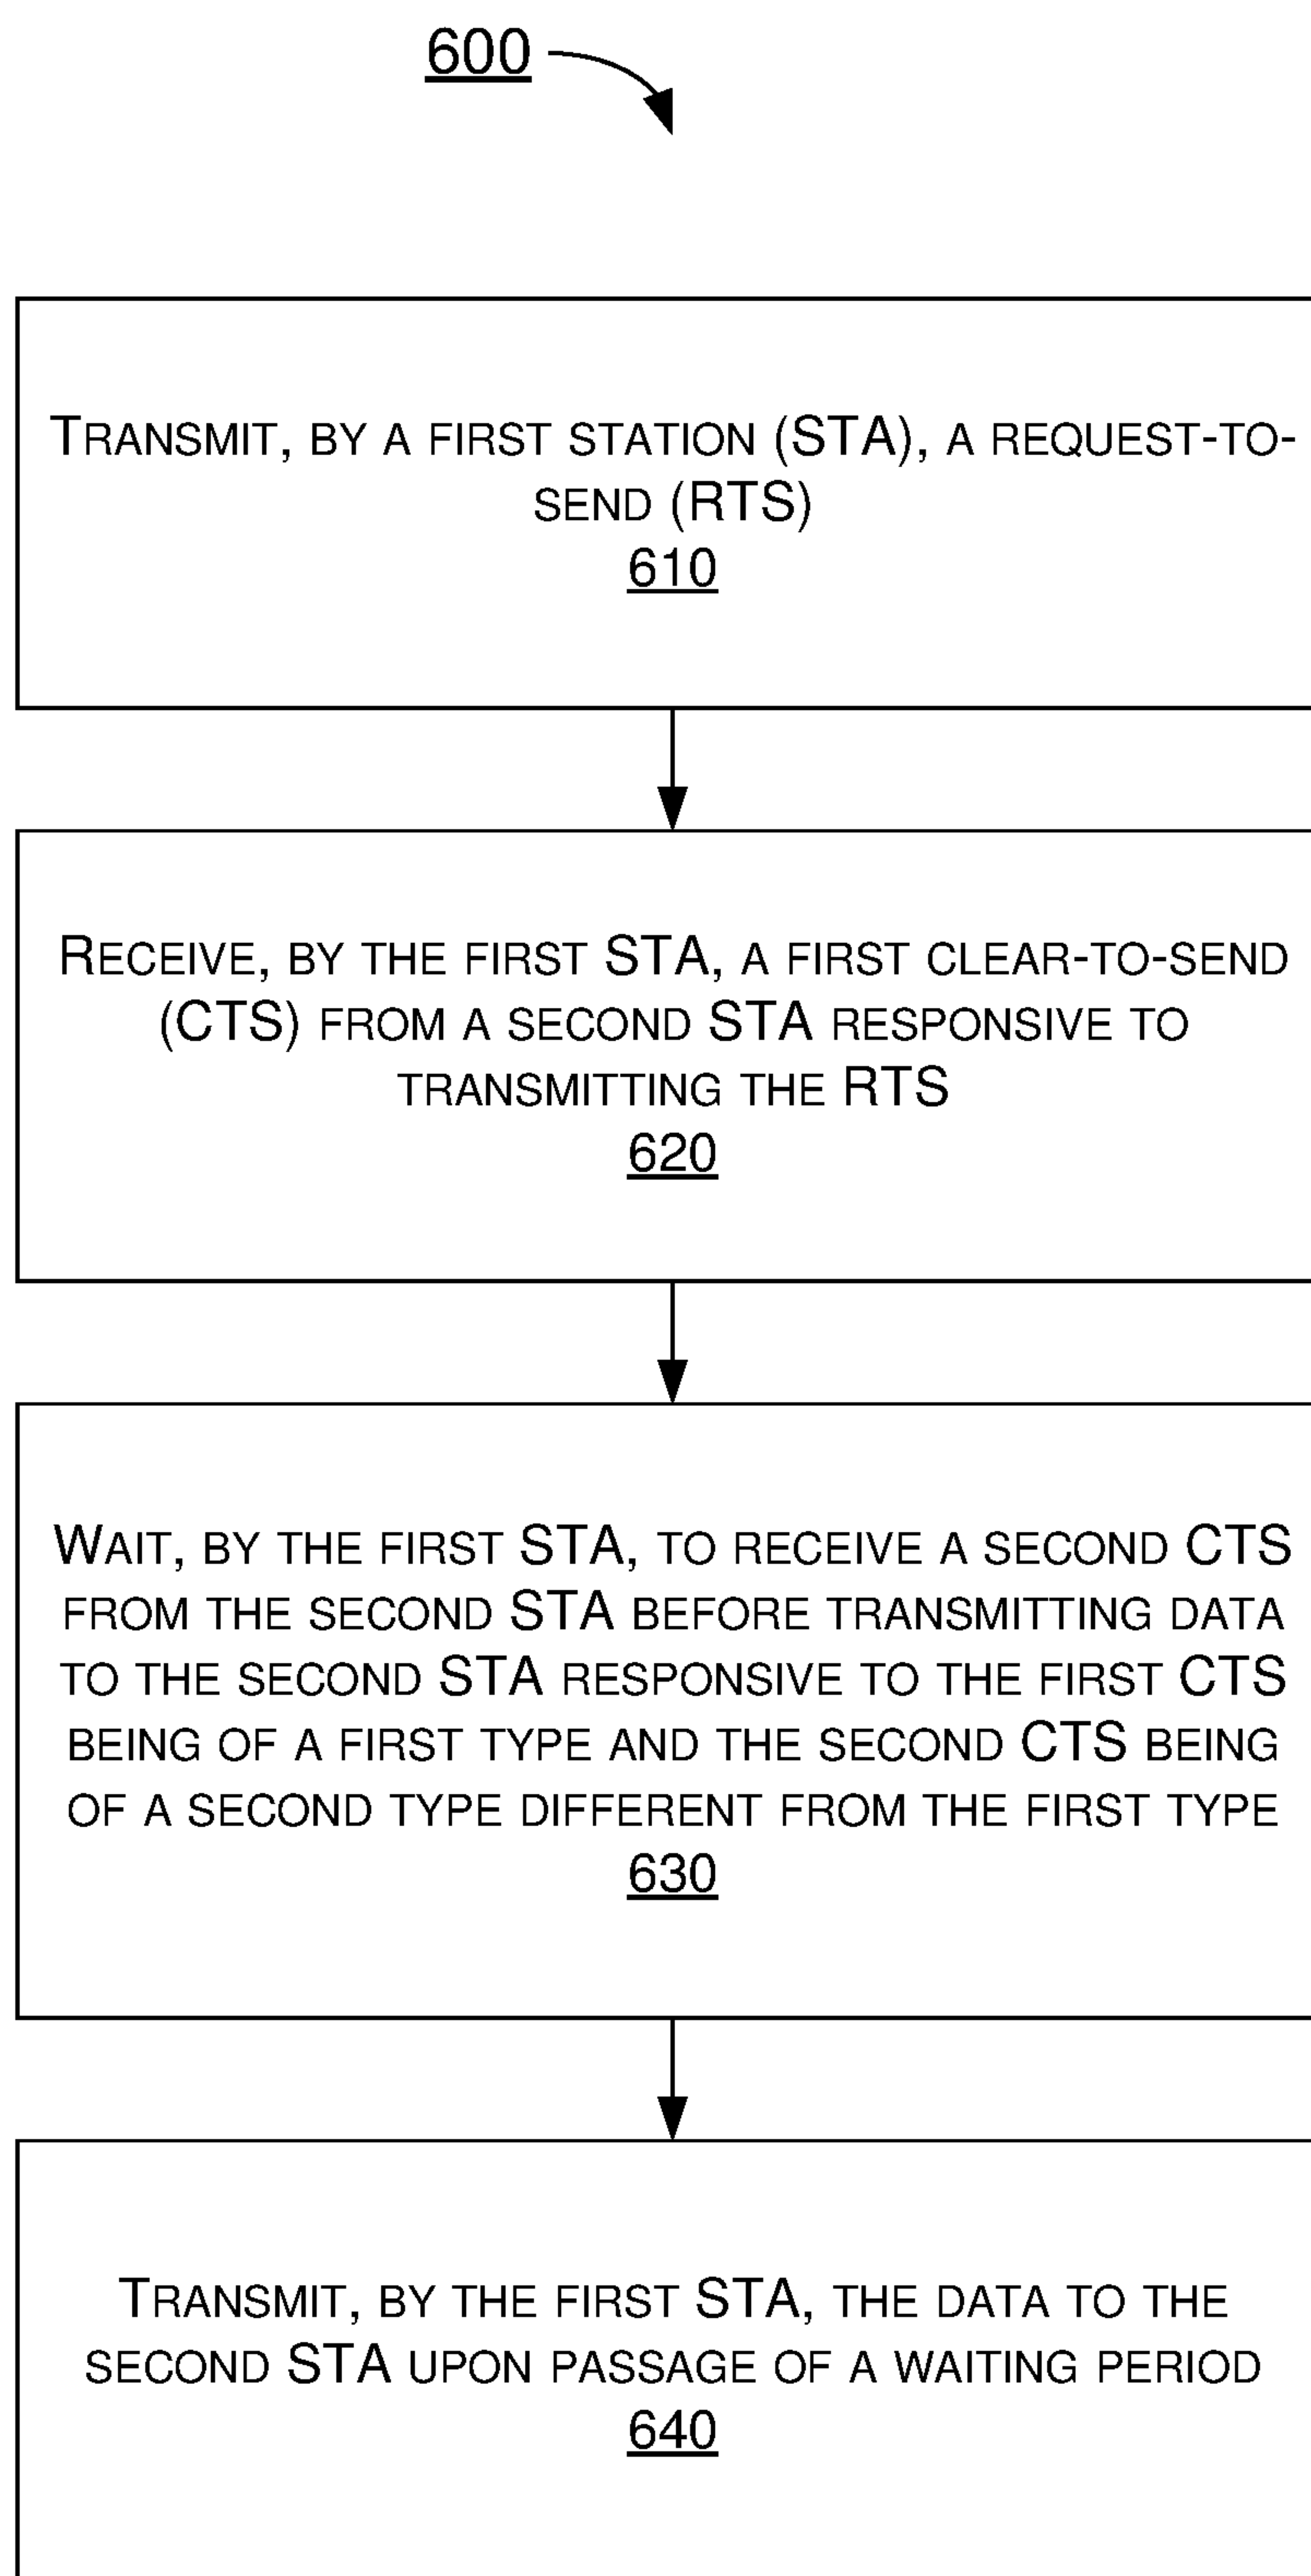 600
TRANSMIT, BY A FIRST STATION (STA), A REQUEST-TO-
SEND (RTS)
610
RECEIVE, BY THE FIRST STA, A FIRST CLEAR-TO-SEND
(CTS) FROM A SECOND STA RESPONSIVE TO
TRANSMITTING THE RTS
620
WAIT, BY THE FIRST STA, TO RECEIVE A SECOND CTS
FROM THE SECOND STA BEFORE TRANSMITTING DATA
TO THE SECOND STA RESPONSIVE TO THE FIRST CTS
BEING OF A FIRST TYPE AND THE SECOND CTS BEING
OF A SECOND TYPE DIFFERENT FROM THE FIRST TYPE
630
TRANSMIT, BY THE FIRST STA, THE DATA TO THE
SECOND STA UPON PASSAGE OF A WAITING PERIOD
640